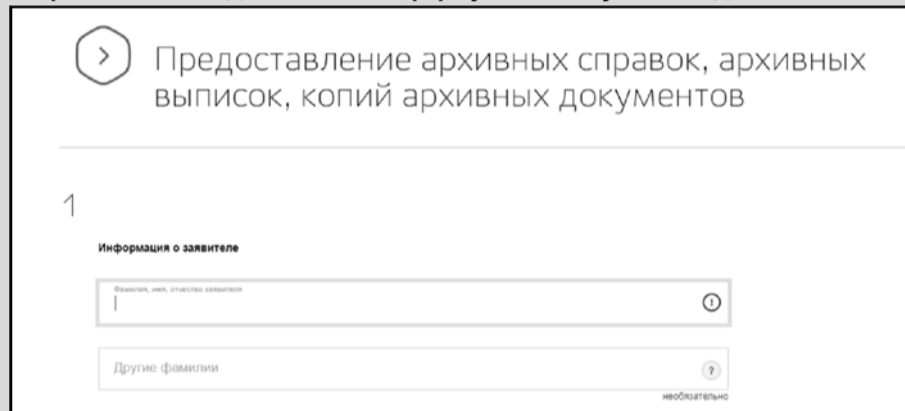 Предоставление архивных справок, архивных
выписок, копий архивных документов
1
Информация о заявителе
Фамилия, имя, отчество заявителя
Другие фамилии
?
необязательно